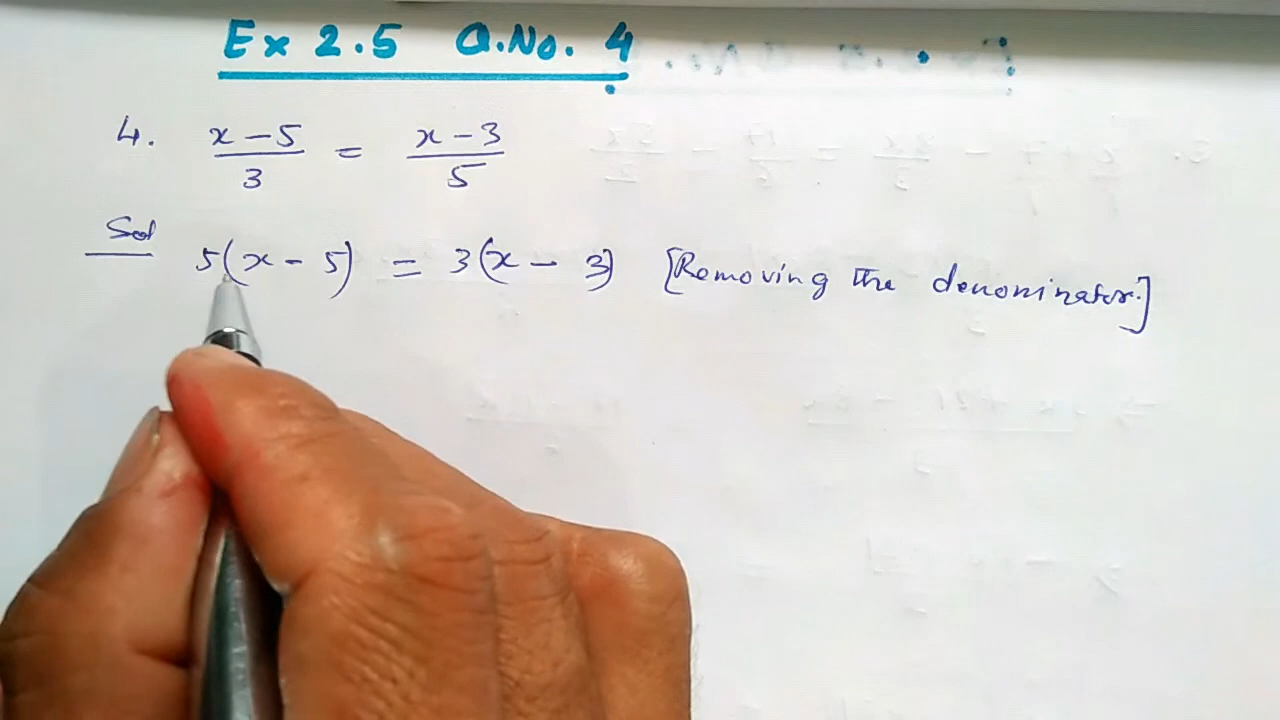 Ex 2.5 Q.No. 4
4. x-5/3 = x-3/5
Sol 5(x-5) = 3(x-3) [Removing the denominator.]